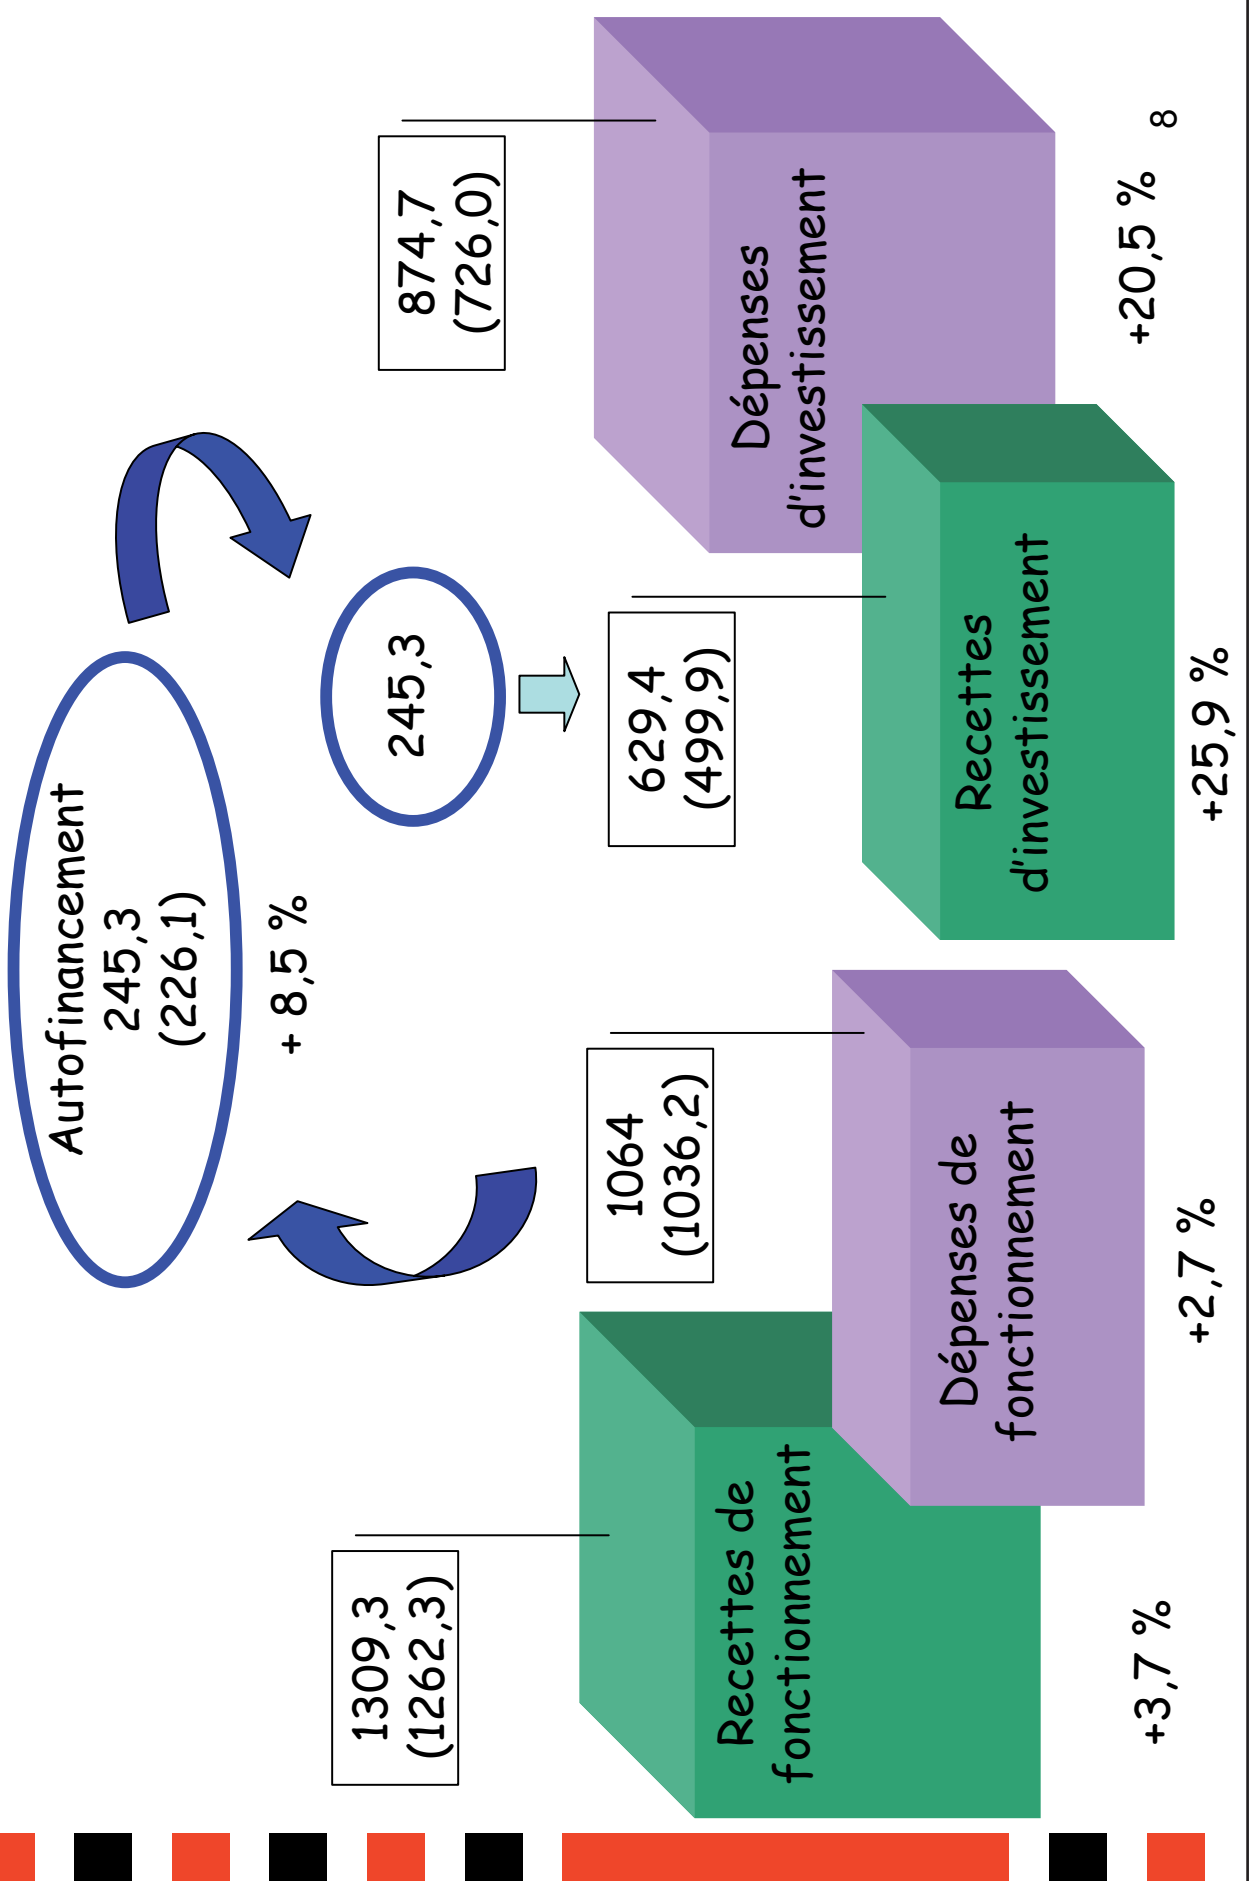 Autofinancement
245,3
(226,1)
+ 8,5 %
245,3
1309,3
(1262,3)
1064
(1036,2)
629,4
(499,9)
874,7
(726,0)
Recettes de
fonctionnement
Dépenses de
fonctionnement
Recettes
d'investissement
Dépenses
d'investissement
+3,7 %
+2,7 %
+25,9 %
+20,5 %
8